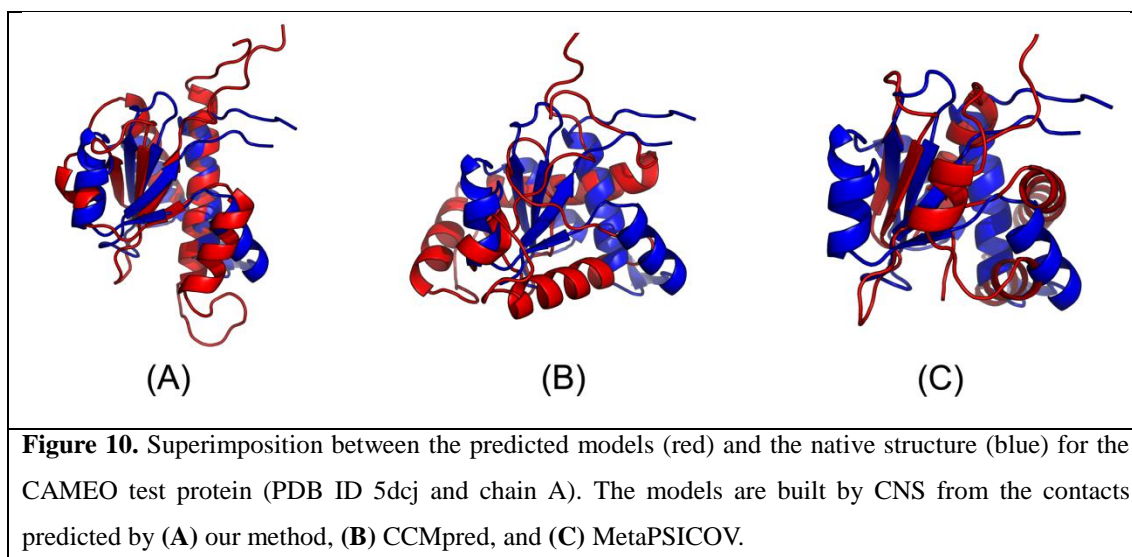 (A) (B) (C)
Figure 10. Superimposition between the predicted models (red) and the native structure (blue) for the
CAMEO test protein (PDB ID 5dcj and chain A). The models are built by CNS from the contacts
predicted by (A) our method, (B) CCMpred, and (C) MetaPSICOV.